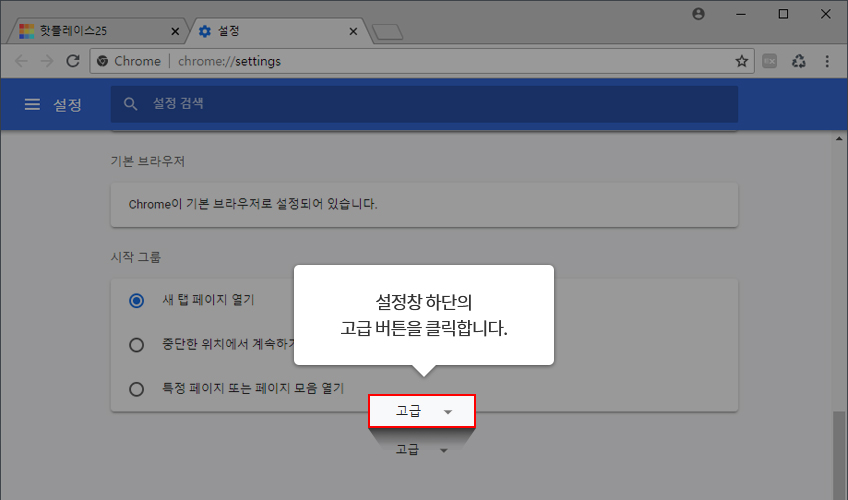 핫플레이스25
설정
Chrome | chrome://settings
설정
설정 검색
기본 브라우저
Chrome이 기본 브라우저로 설정되어 있습니다.
시작 그룹
새 탭 페이지 열기
설정창 하단의
고급 버튼을 클릭합니다.
중단한 위치에서 계속하기
특정 페이지 또는 페이지 모음 열기
고급
고급